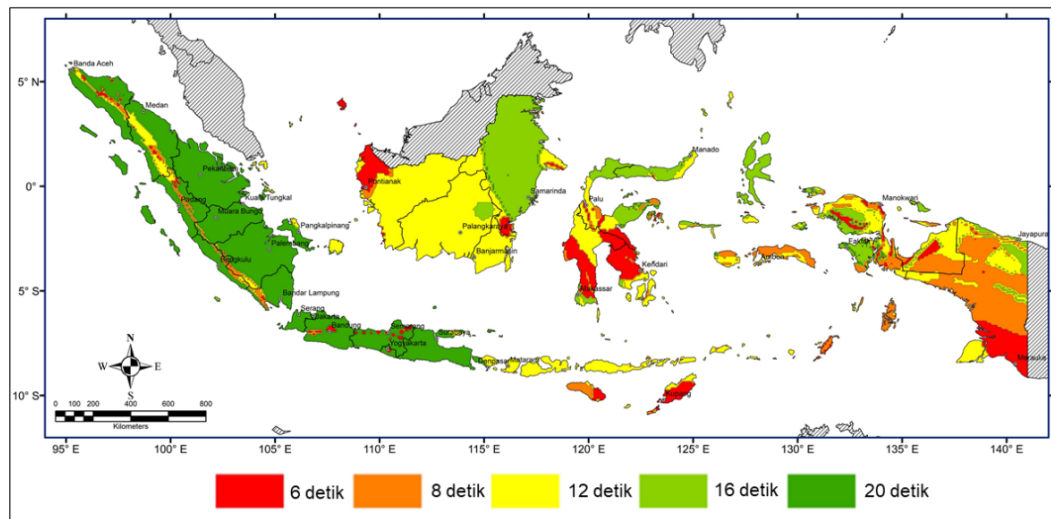 Banda Aceh
Medan
5° N
Manado
0°
Pontianak
Samarinda
Palu
Manokwari
Padang
Kuala Tungkal
Muara Bungo
Pangkalpinang
Palangkaraya
Palembang
Banjarmasin
Jayapura
Bengkulu
Kendari
Ambon
Makassar
5° S
Bandar Lampung
Serang
Jakarta
Bandung
Semarang
Surabaya
Yogyakarta
Denpasar
Mataram
Merauke
Kupang
N
W
E
S
10° S
0 100 200 400 600 800
Kilometers
95° E
100° E
105° E
110° E
115° E
120° E
125° E
130° E
135° E
140° E
6 detik
8 detik
12 detik
16 detik
20 detik